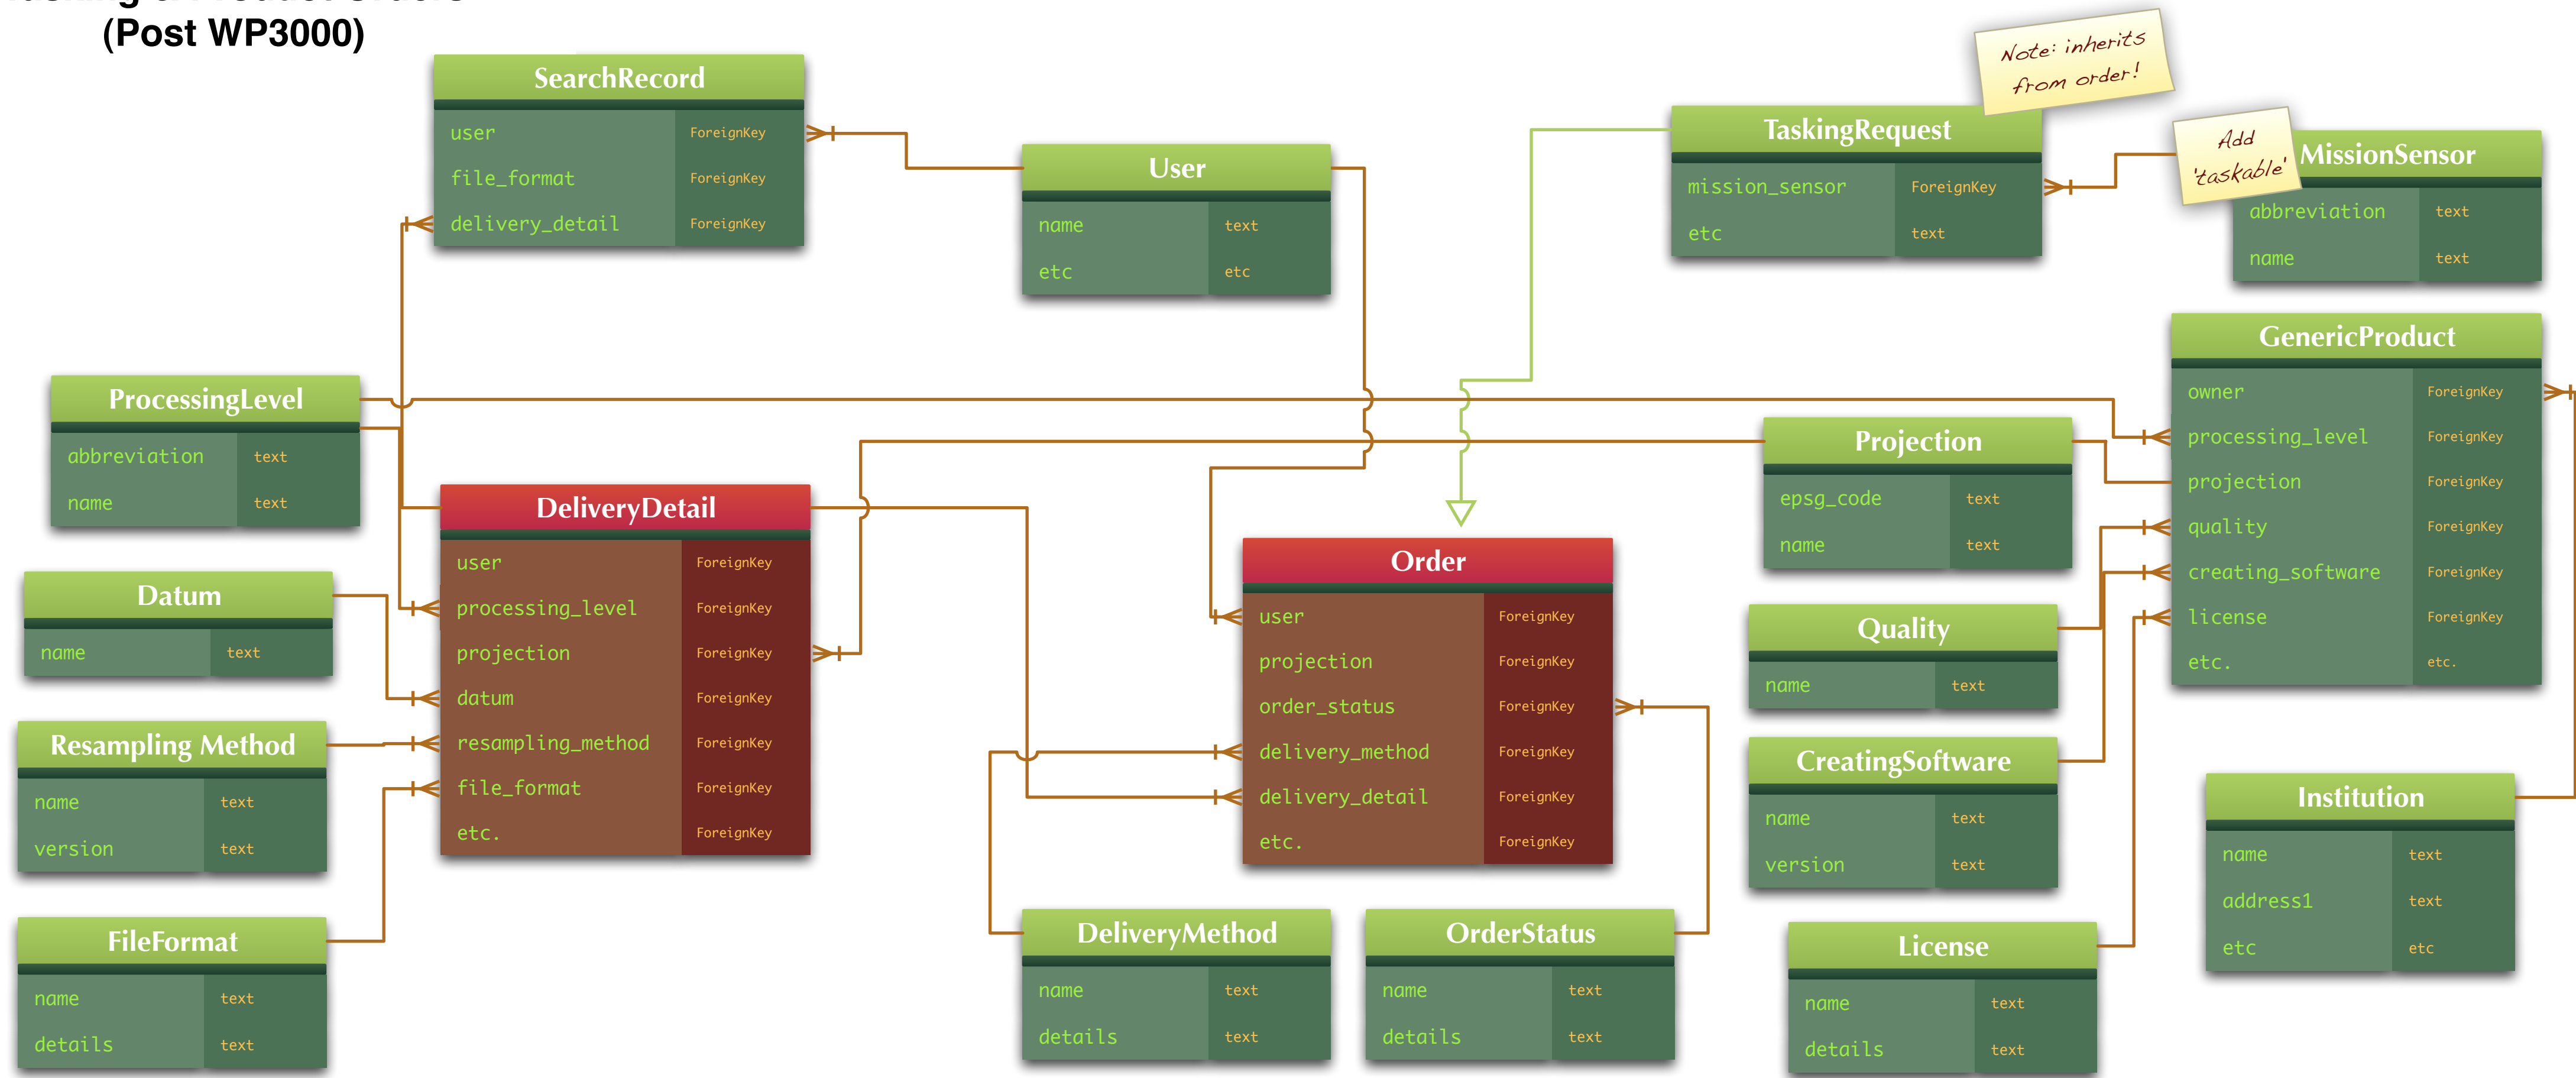 (Post WP3000)
SearchRecord
user ForeignKey
file_format ForeignKey
delivery_detail ForeignKey
User
name text
etc etc
Note: inherits
from order!
TaskingRequest
mission_sensor ForeignKey
etc text
Add
'taskable'
MissionSensor
abbreviation text
name text
GenericProduct
owner ForeignKey
processing_level ForeignKey
projection ForeignKey
quality ForeignKey
creating_software ForeignKey
license ForeignKey
etc. etc.
ProcessingLevel
abbreviation text
name text
Projection
epsg_code text
name text
DeliveryDetail
user ForeignKey
processing_level ForeignKey
projection ForeignKey
datum ForeignKey
resampling_method ForeignKey
file_format ForeignKey
etc. ForeignKey
Order
user ForeignKey
projection ForeignKey
order_status ForeignKey
delivery_method ForeignKey
delivery_detail ForeignKey
etc. ForeignKey
Datum
name text
Quality
name text
Resampling Method
name text
version text
CreatingSoftware
name text
version text
Institution
name text
address1 text
etc etc
FileFormat
name text
details text
DeliveryMethod
name text
details text
OrderStatus
name text
details text
License
name text
details text